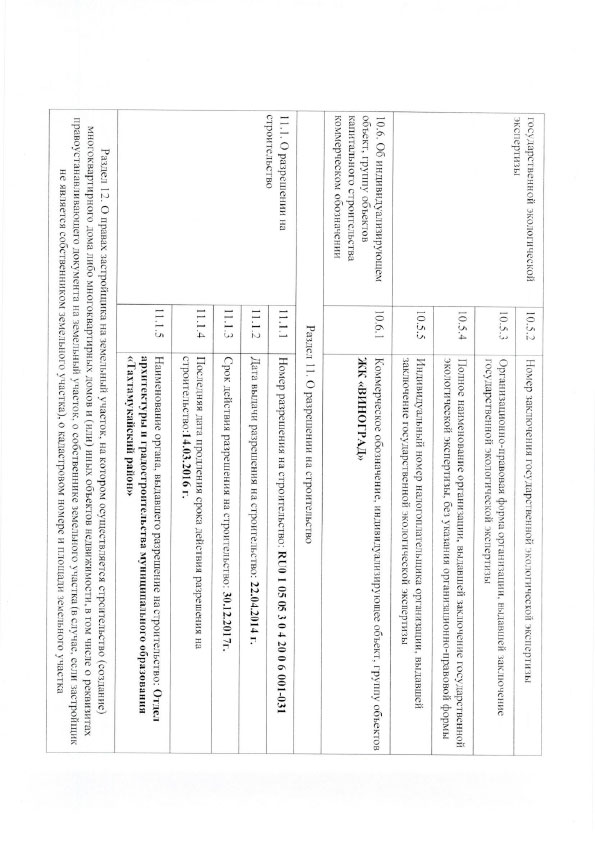 государственной экологической
экспертизы
10.5.2
Номер заключения государственной экологической экспертизы
10.5.3
Организационно-правовая форма организации, выдавшей заключение
государственной экологической экспертизы
10.5.4
Полное наименование организации, выдавшей заключение государственной
экологической экспертизы, без указания организационно-правовой формы
10.5.5
Индивидуальный номер налогоплательщика организации, выдавшей
заключение государственной экологической экспертизы
10.6. Об индивидуализирующем
объект, группу объектов
капитального строительства
коммерческом обозначении
10.6.1
Коммерческое обозначение, индивидуализирующее объект, группу объектов
ЖК «ВИНОГРАД»
Раздел 11. О разрешении на строительство
11.1. О разрешении на
строительство
11.1.1
Номер разрешения на строительство: RU0 1 05 05 3 0 4 20 0 6 001-031
11.1.2
Дата выдачи разрешения на строительство: 22.04.2014 г.
11.1.3
Срок действия разрешения на строительство: 30.12.2017г.
11.1.4
Последняя дата продления срока действия разрешения на
строительство:14.03.2016 г.
11.1.5
Наименование органа, выдавшего разрешение на строительство: Отдел
архитектуры и градостроительства муниципального образования
«Тахтамукайский район»
Раздел 12. О правах застройщика на земельный участок, на котором осуществляется строительство (создание)
многоквартирного дома либо многоквартирных домов и (или) иных объектов недвижимости, в том числе о реквизитах
правоустанавливающего документа на земельный участок, о собственнике земельного участка (в случае, если застройщик
не является собственником земельного участка), о кадастровом номере и площади земельного участка